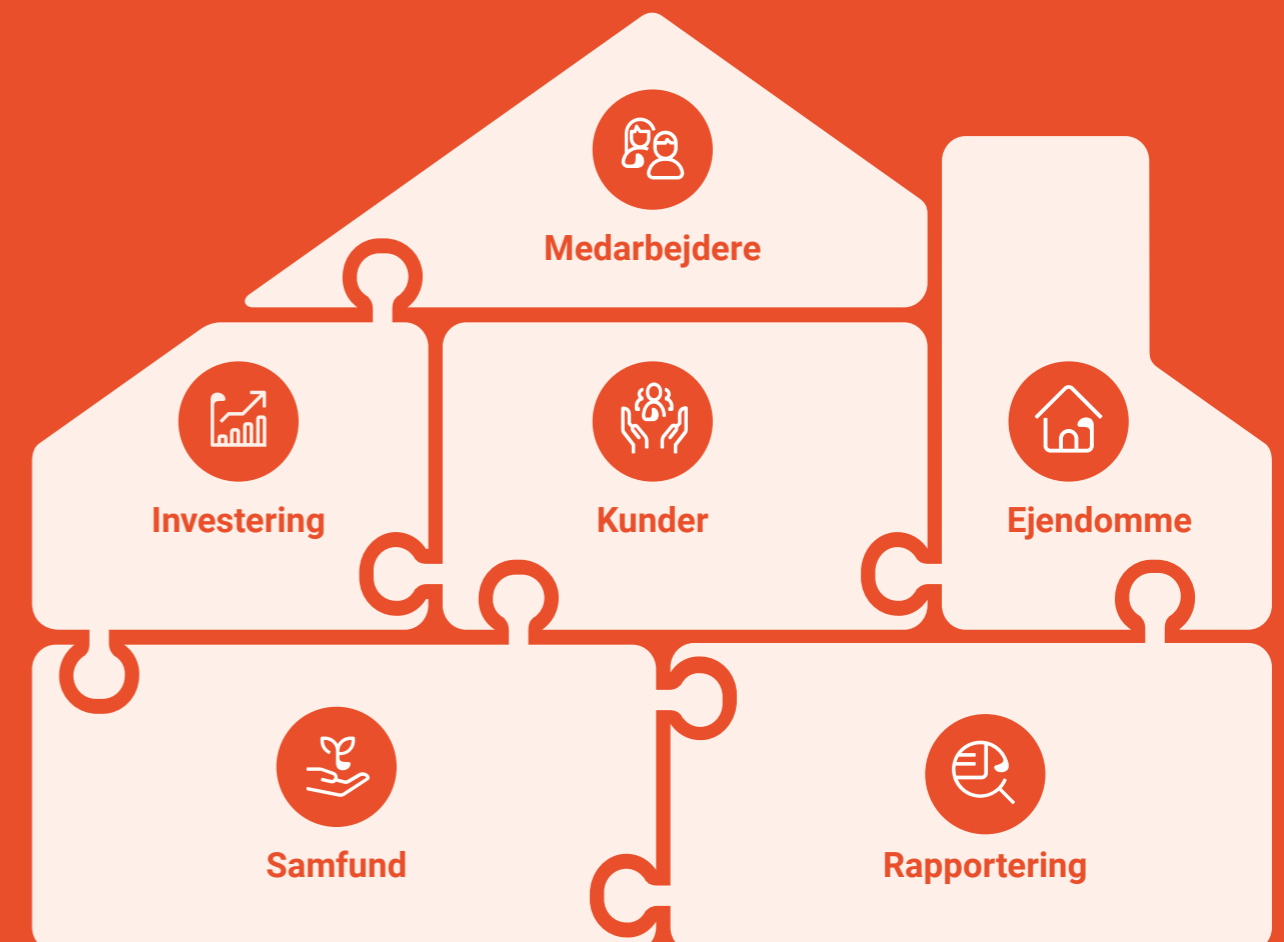 Medarbejdere
Investering
Kunder
Ejendomme
Samfund
Rapportering